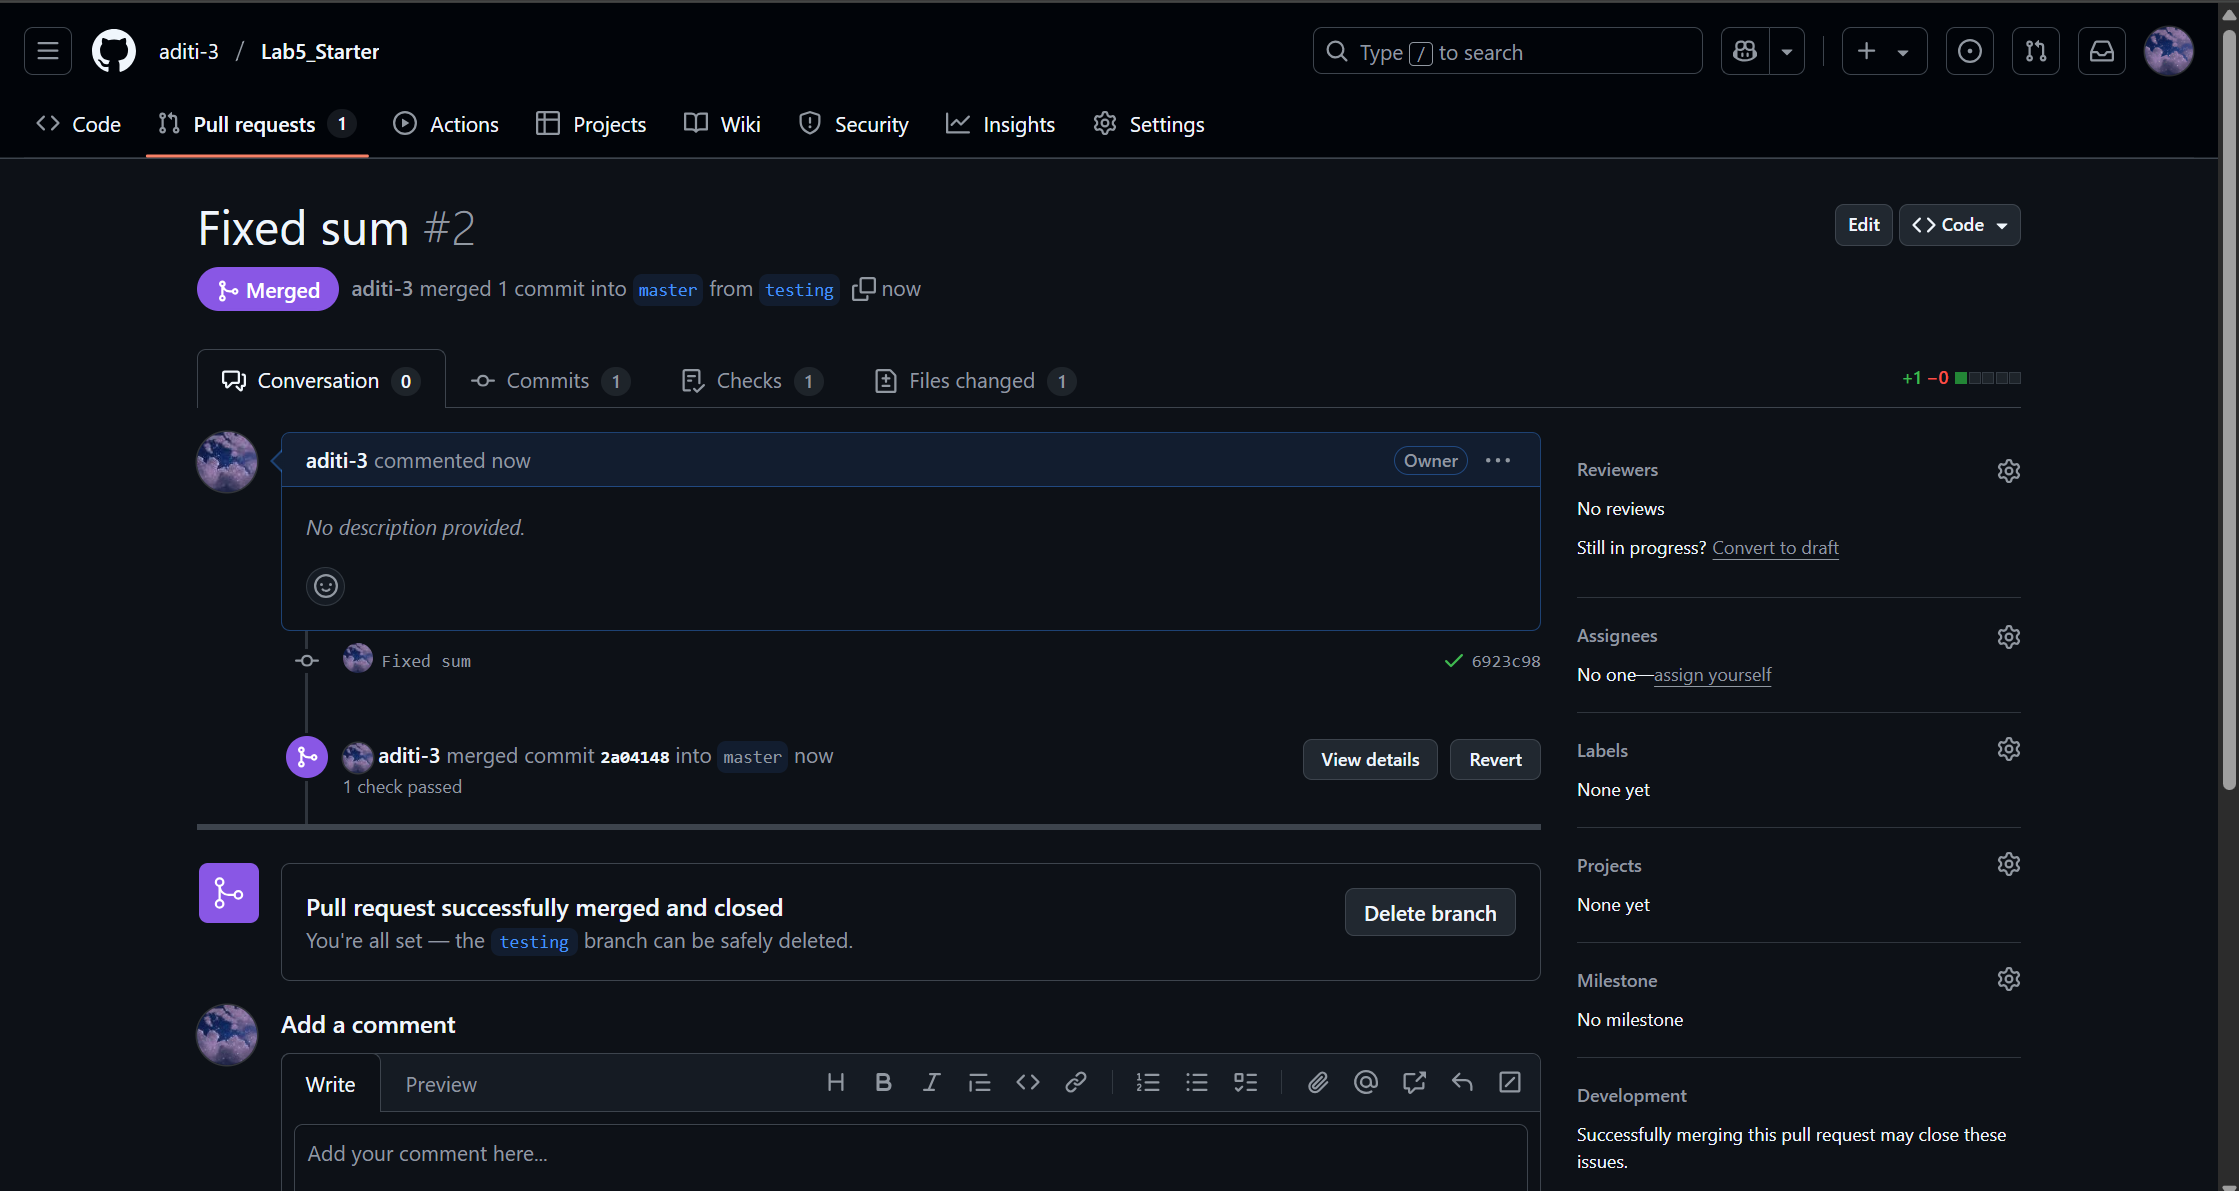 aditi-3 / Lab5_Starter
Type / to search
Code
Pull requests 1
Actions
Projects
Wiki
Security
Insights
Settings
Fixed sum #2
Edit
Code
Merged
aditi-3 merged 1 commit into master from testing now
Conversation 0
Commits 1
Checks 1
Files changed 1
+1 −0
aditi-3 commented now
Owner
No description provided.
Fixed sum
6923c98
aditi-3 merged commit 2a04148 into master now
1 check passed
View details
Revert
Pull request successfully merged and closed
You're all set — the testing branch can be safely deleted.
Delete branch
Add a comment
Write
Preview
Add your comment here...
Reviewers
No reviews
Still in progress? Convert to draft
Assignees
No one—assign yourself
Labels
None yet
Projects
None yet
Milestone
No milestone
Development
Successfully merging this pull request may close these
issues.